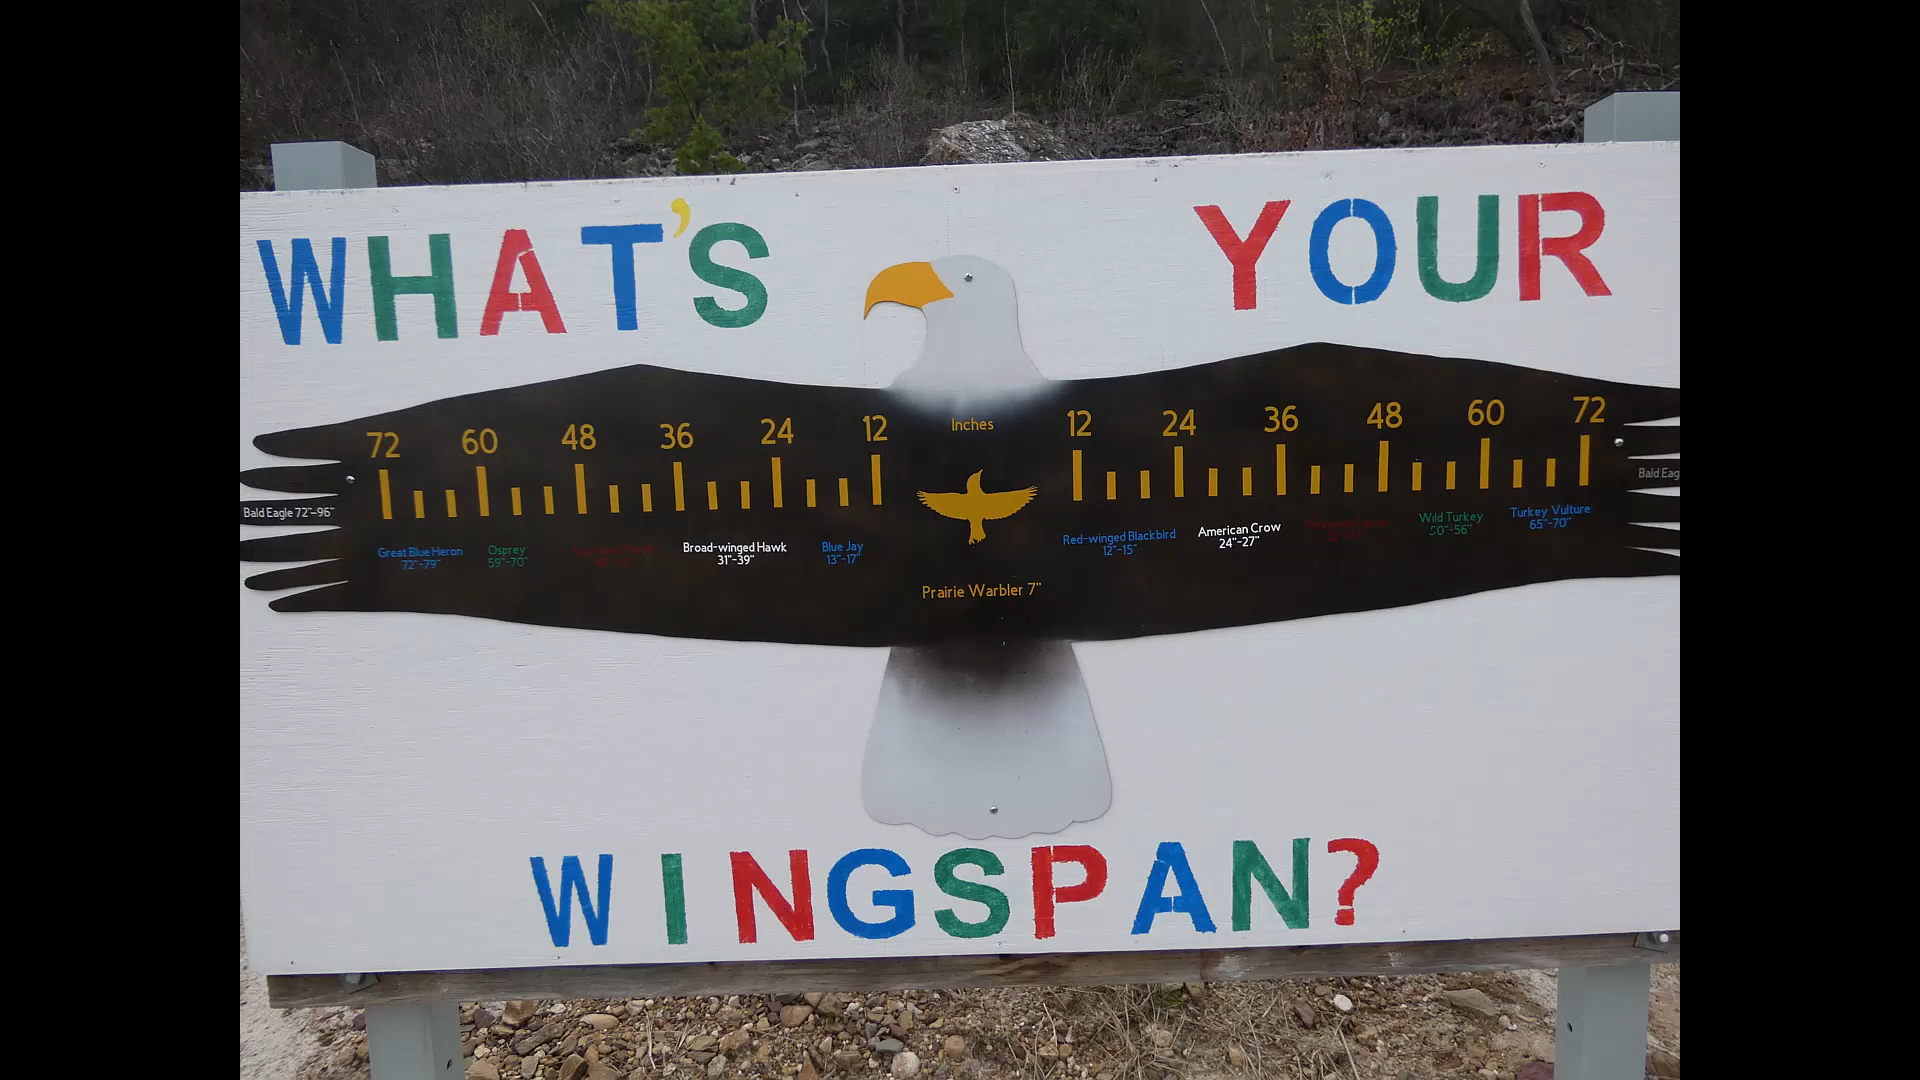 WHAT'S YOUR
72 60 48 36 24 12 Inches 12 24 36 48 60 72
Bald Eagle 72"-96"
Great Blue Heron
72"-79"
Osprey
59"-70"
Broad-winged Hawk
31"-39"
Blue Jay
13"-17"
Prairie Warbler 7"
Red-winged Blackbird
12"-15"
American Crow
24"-27"
Wild Turkey
50"-56"
Turkey Vulture
65"-70"
Bald Eag
WINGSPAN?